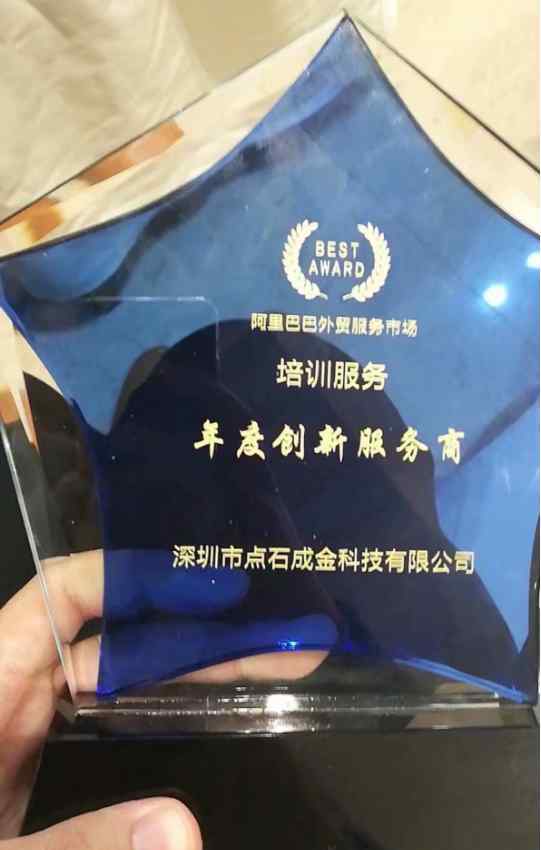 BEST
AWARD
阿里巴巴外贸服务市场
培训服务
年度创新服务商
深圳市点石成金科技有限公司